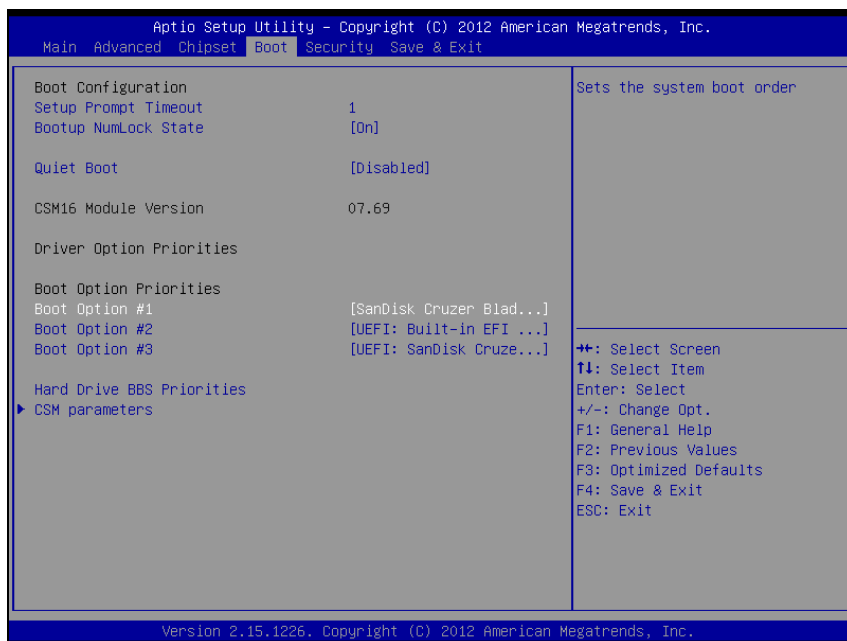 Aptio Setup Utility – Copyright (C) 2012 American Megatrends, Inc.
Main Advanced Chipset Boot Security Save & Exit
Boot Configuration
Setup Prompt Timeout 1
Bootup NumLock State [On]
Quiet Boot [Disabled]
CSM16 Module Version 07.69
Driver Option Priorities
Boot Option Priorities
Boot Option #1 [SanDisk Cruzer Blad...]
Boot Option #2 [UEFI: Built-in EFI ...]
Boot Option #3 [UEFI: SanDisk Cruze...]
Hard Drive BBS Priorities
CSM parameters
Sets the system boot order
→←: Select Screen
↑↓: Select Item
Enter: Select
+/-: Change Opt.
F1: General Help
F2: Previous Values
F3: Optimized Defaults
F4: Save & Exit
ESC: Exit
Version 2.15.1226. Copyright (C) 2012 American Megatrends, Inc.